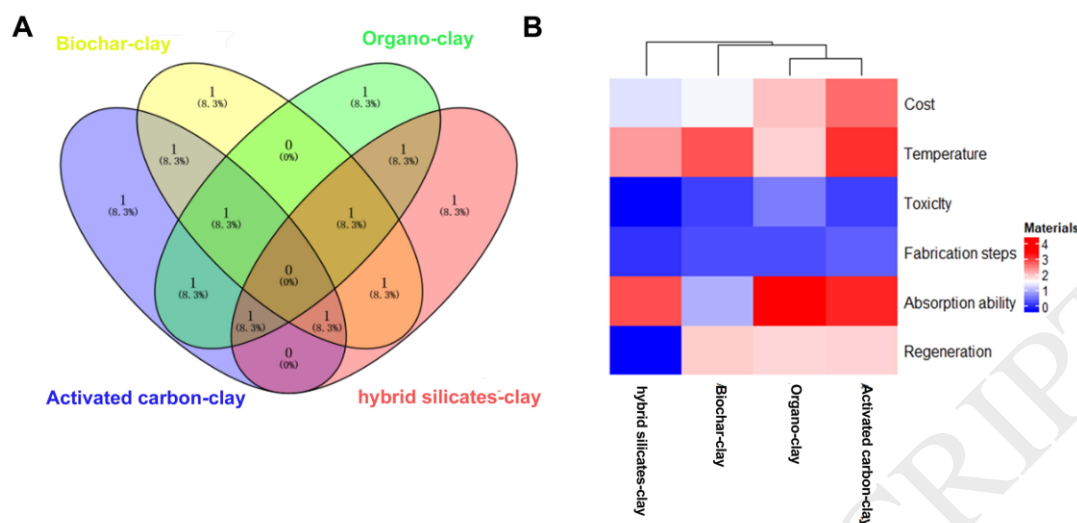 A
Biochar-clay
Organo-clay
1
(8.3%)
1
(8.3%)
0
(0%)
1
(8.3%)
1
(8.3%)
1
(8.3%)
1
(8.3%)
1
(8.3%)
1
(8.3%)
0
(0%)
1
(8.3%)
1
(8.3%)
1
(8.3%)
1
(8.3%)
0
(0%)
Activated carbon-clay
hybrid silicates-clay
B
Cost
Temperature
Toxicity
Fabrication steps
Absorption ability
Regeneration
Materials
4
3
2
1
0
hybrid silicates-clay
Biochar-clay
Organo-clay
Activated carbon-clay
CRIPT